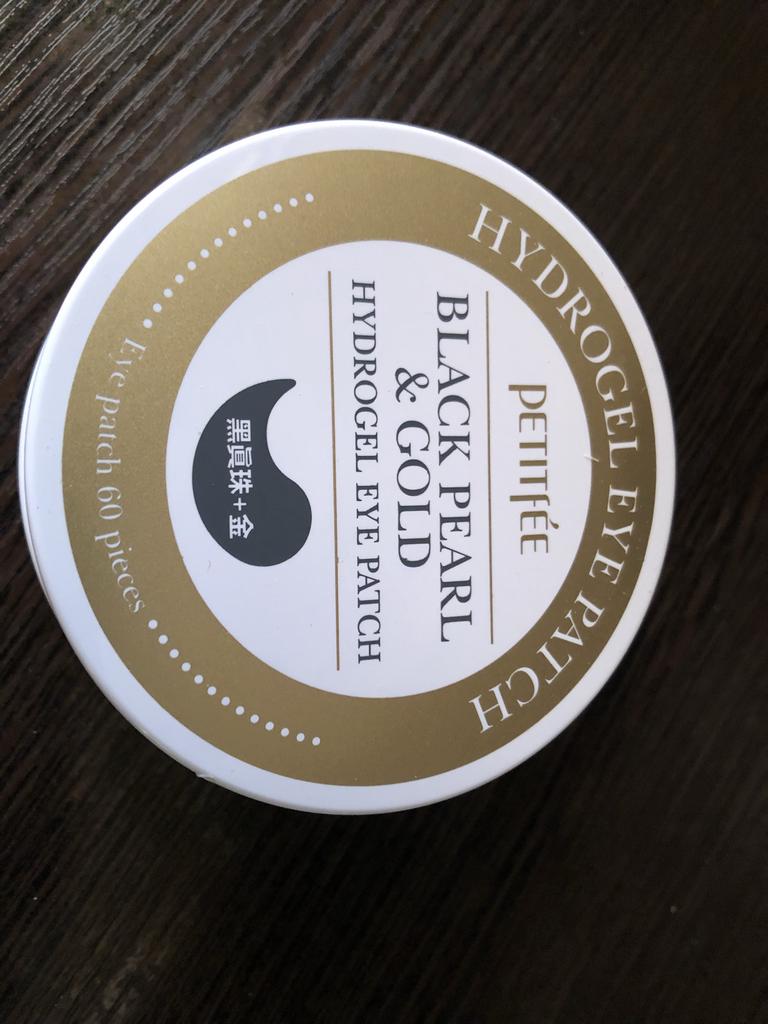 HYDROGEL EYE PATCH
PETITFÉE
BLACK PEARL
& GOLD
HYDROGEL EYE PATCH
黑眞珠+金
Eye patch 60 pieces